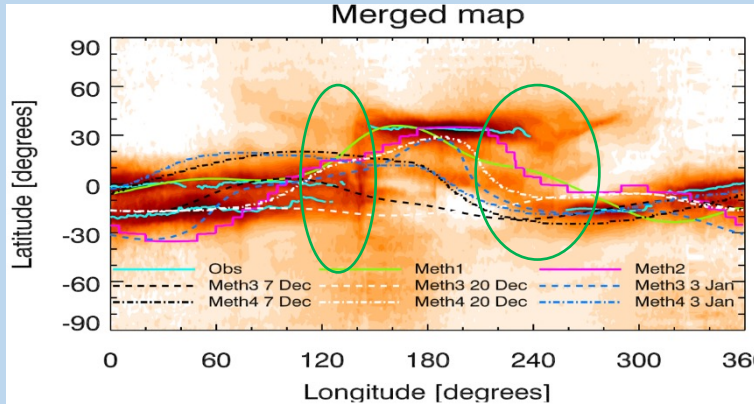 Merged map
90
60
30
0
-30
-60
-90
Latitude [degrees]
Obs Meth1 Meth2
Meth3 7 Dec Meth3 20 Dec Meth3 3 Jan
Meth4 7 Dec Meth4 20 Dec Meth4 3 Jan
0 60 120 180 240 300 360
Longitude [degrees]